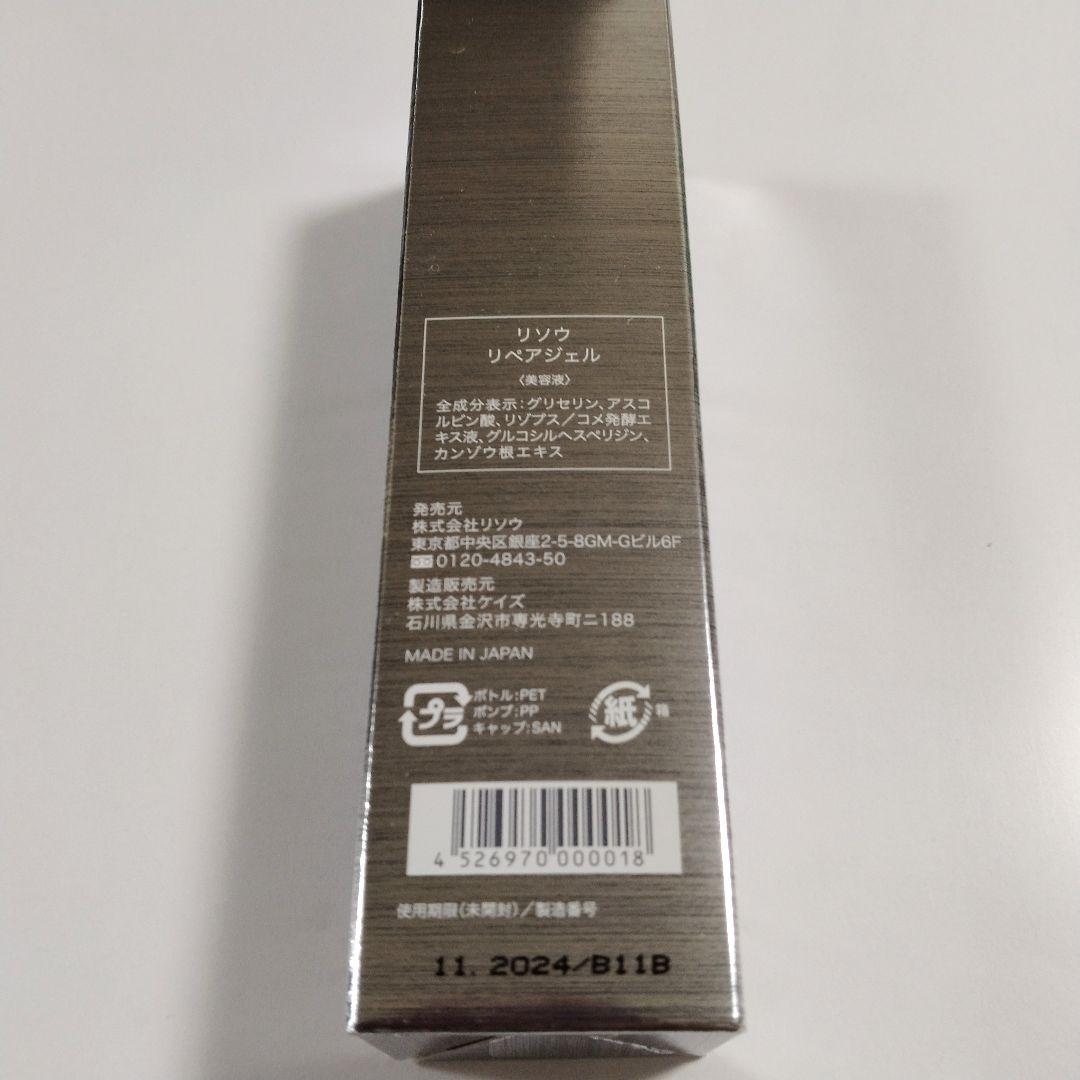 リソウ
リペアジェル
〈美容液〉
全成分表示：グリセリン、アスコ
ルビン酸、リゾプス／コメ発酵エ
キス液、グルコシルヘスペリジン、
カンゾウ根エキス
発売元
株式会社リソウ
東京都中央区銀座2-5-8GM-Gビル6F
0120-4843-50
製造販売元
株式会社ケイズ
石川県金沢市専光寺町ニ188
MADE IN JAPAN
プラ
ボトル：PET
ポンプ：PP
キャップ：SAN
紙 箱
4 526970 000018
使用期限（未開封）／製造番号
11. 2024/B11B